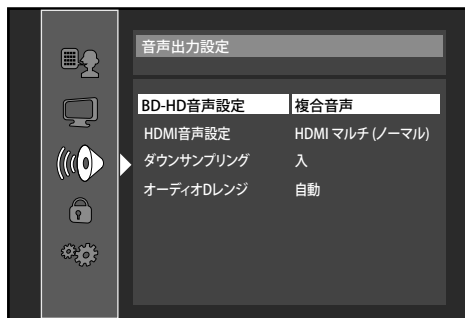 音声出力設定
BD-HD音声設定 複合音声
HDMI音声設定 HDMI マルチ (ノーマル)
ダウンサンプリング 入
オーディオDレンジ 自動